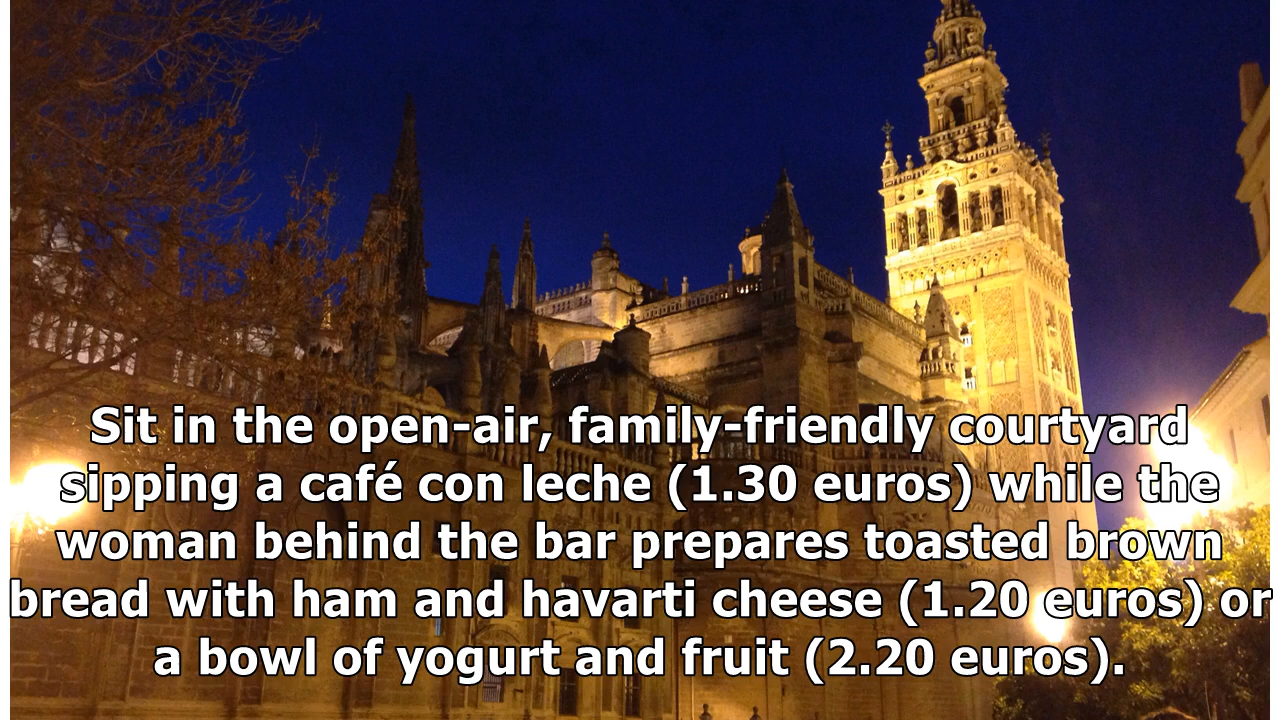 Sit in the open-air, family-friendly courtyard
sipping a café con leche (1.30 euros) while the
woman behind the bar prepares toasted brown
bread with ham and havarti cheese (1.20 euros) or
a bowl of yogurt and fruit (2.20 euros).